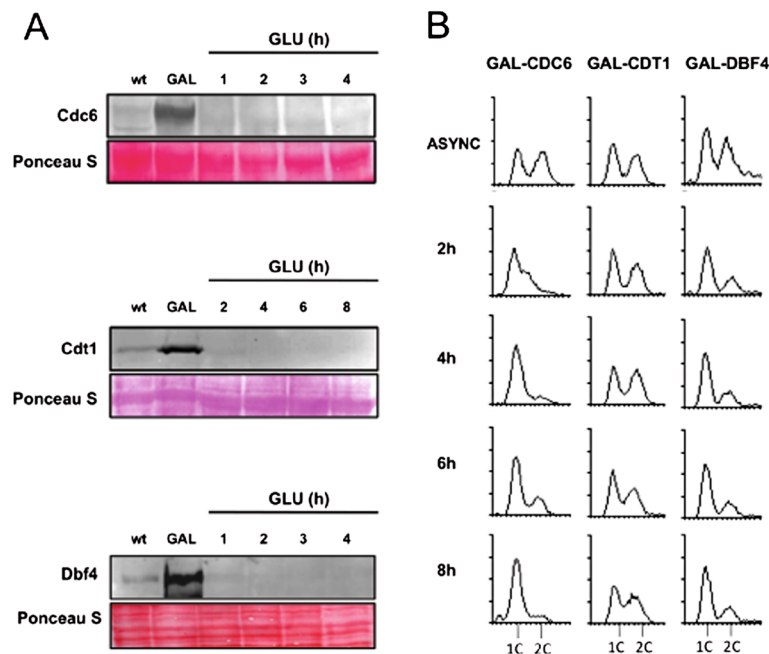 A
GLU (h)
wt GAL 1 2 3 4
Cdc6
Ponceau S
GLU (h)
wt GAL 2 4 6 8
Cdt1
Ponceau S
GLU (h)
wt GAL 1 2 3 4
Dbf4
Ponceau S
B
GAL-CDC6 GAL-CDT1 GAL-DBF4
ASYNC
2h
4h
6h
8h
1C 2C 1C 2C 1C 2C